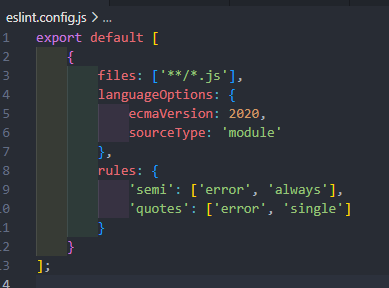 eslint.config.js > ...
1 export default [
2     {
3         files: ['**/*.js'],
4         languageOptions: {
5             ecmaVersion: 2020,
6             sourceType: 'module'
7         },
8         rules: {
9             'semi': ['error', 'always'],
10             'quotes': ['error', 'single']
11         }
12     }
13 ];
4